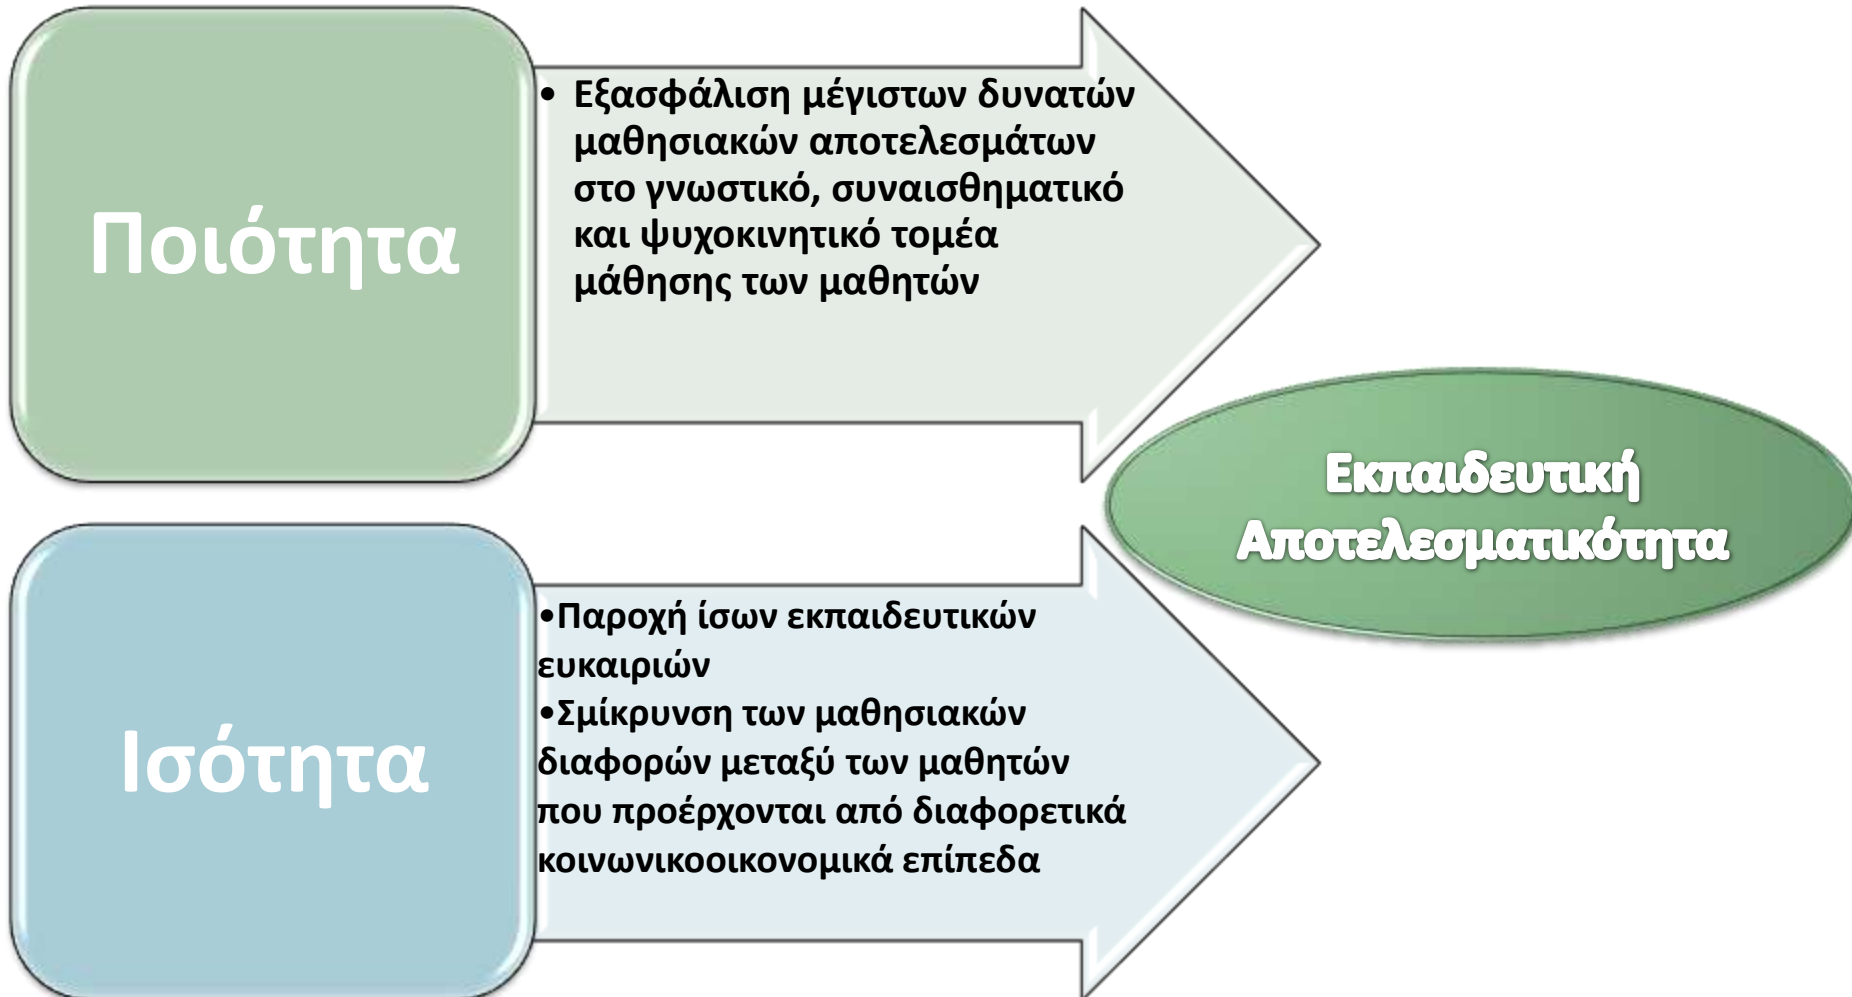 Ποιότητα
• Εξασφάλιση μέγιστων δυνατών
μαθησιακών αποτελεσμάτων
στο γνωστικό, συναισθηματικό
και ψυχοκινητικό τομέα
μάθησης των μαθητών
Εκπαιδευτική
Αποτελεσματικότητα
Ισότητα
•Παροχή ίσων εκπαιδευτικών
ευκαιριών
•Σμίκρυνση των μαθησιακών
διαφορών μεταξύ των μαθητών
που προέρχονται από διαφορετικά
κοινωνικοοικονομικά επίπεδα